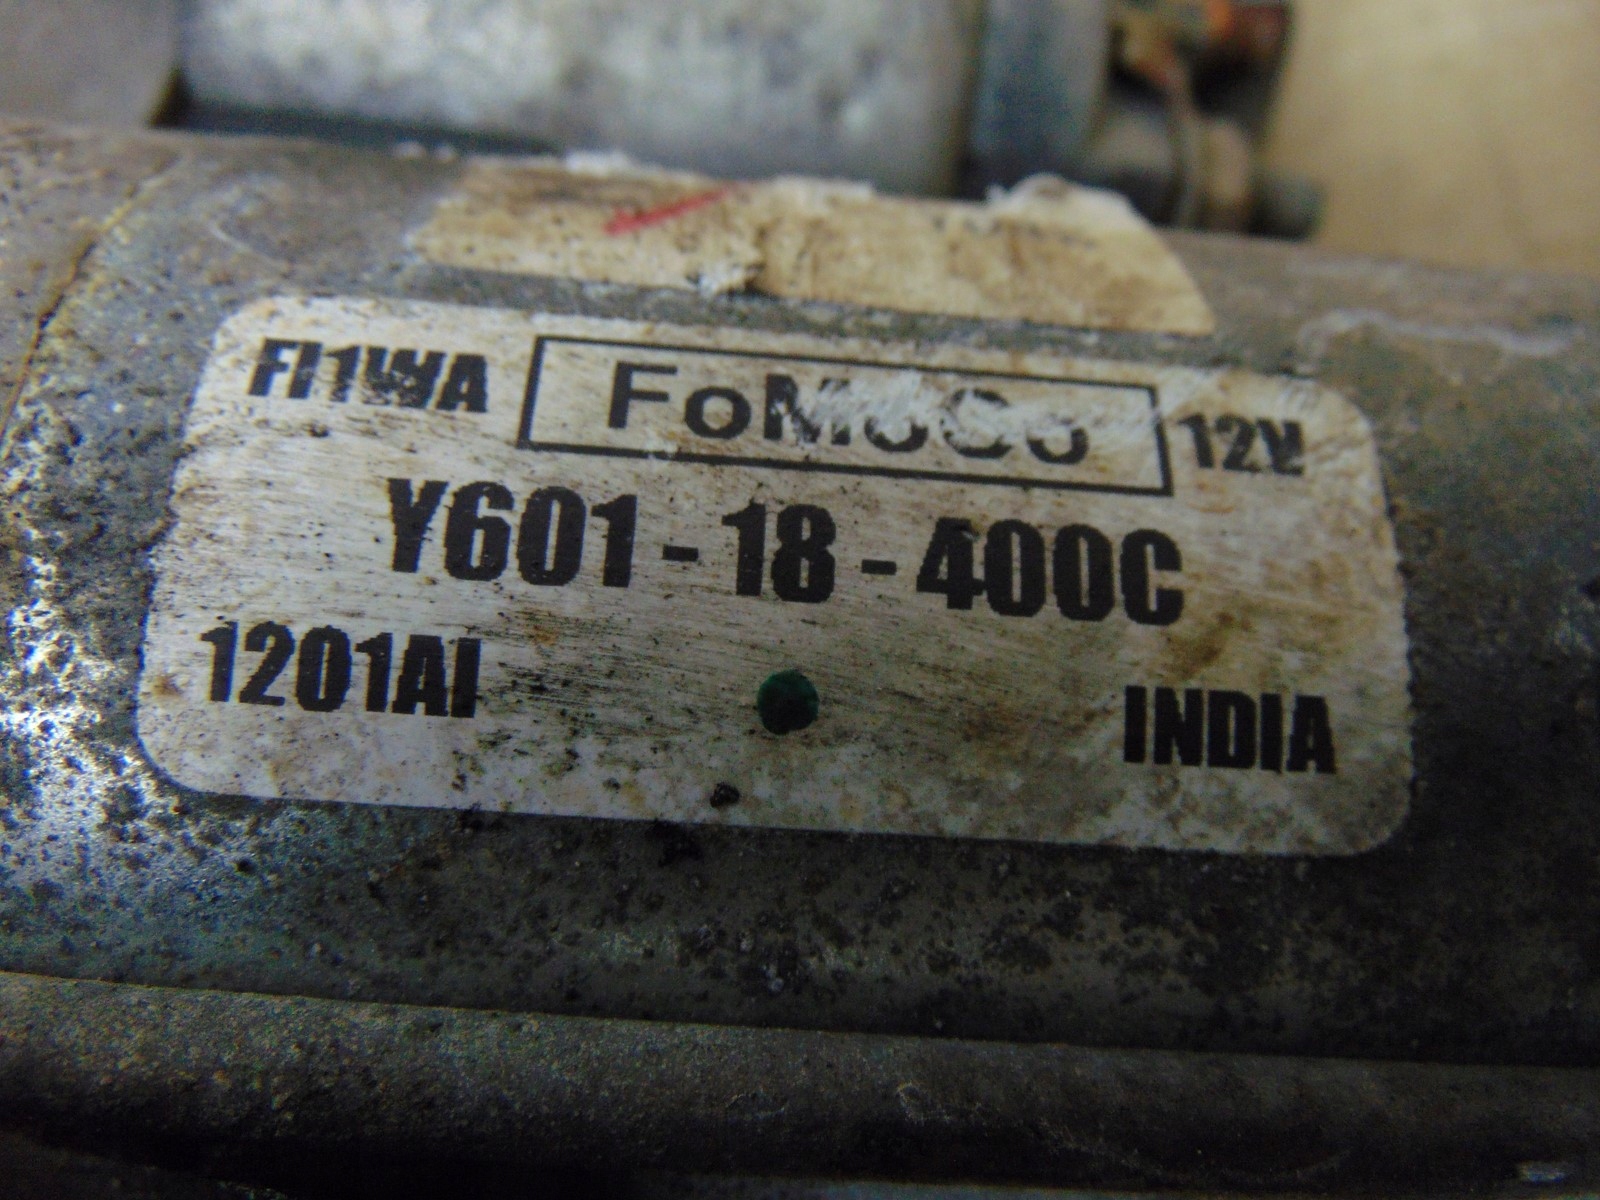 FI1WA FoMoCo 12V
Y601-18-400C
1201AI INDIA